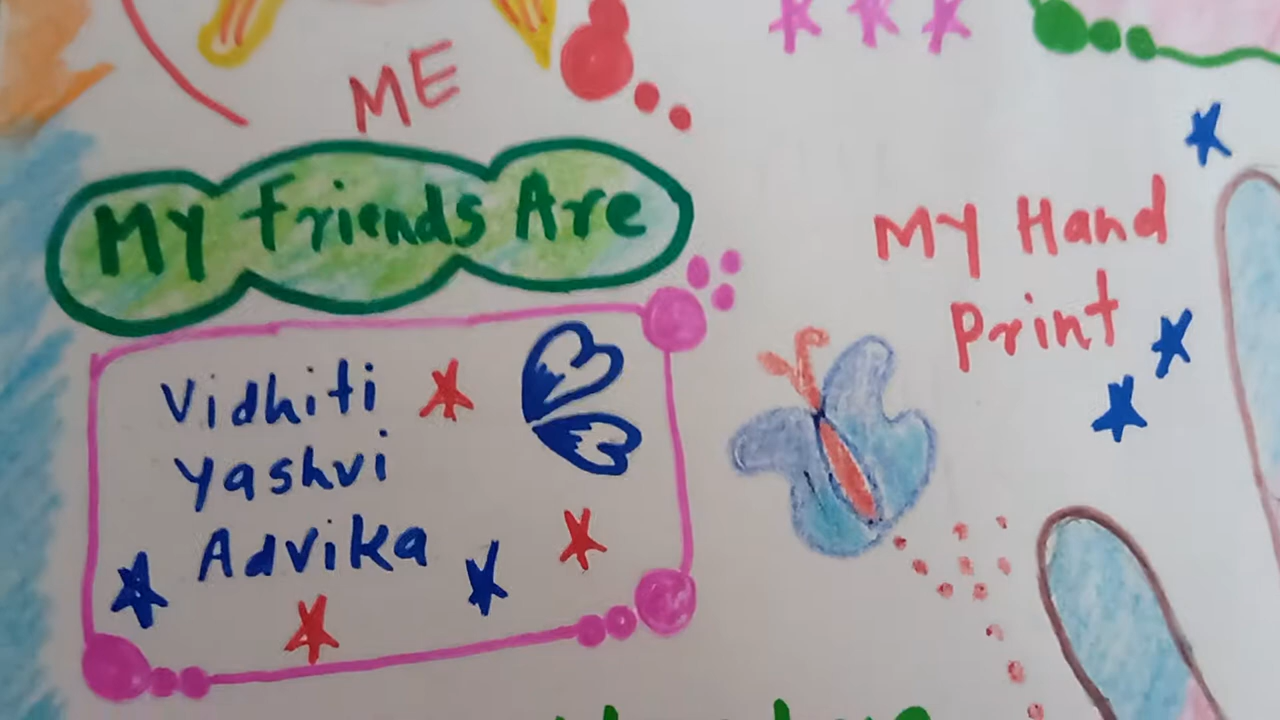 ME
My Friends Are
Vidhiti
Yashvi
Advika
My Hand
Print